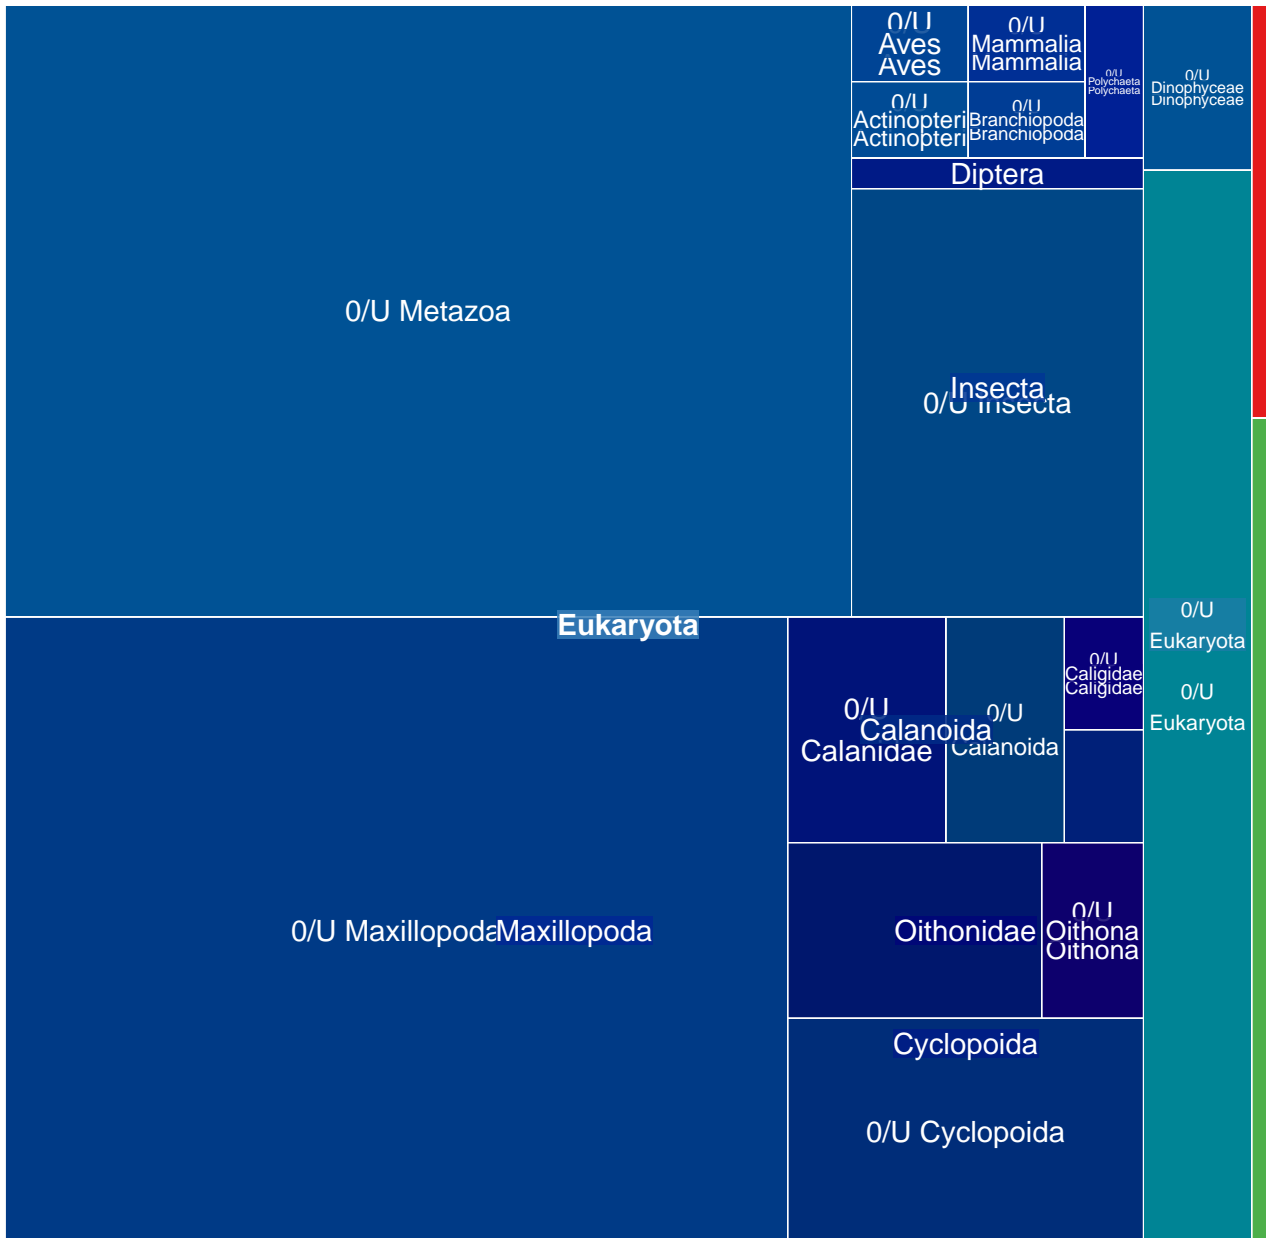 0/U
Aves
Aves
0/U
Mammalia
Mammalia
0/U
Polychaeta
Polychaeta
0/U
Dinophyceae
Dinophyceae
0/U
Actinopteri
Actinopteri
0/U
Branchiopoda
Branchiopoda
Diptera
0/U Metazoa
Insecta
0/U Insecta
Eukaryota
0/U
Eukaryota
0/U
Eukaryota
0/U
Calanidae
Calanoida
0/U
Calanoida
0/U
Caligidae
Caligidae
0/U Maxillopoda
Maxillopoda
Oithonidae
0/U
Oithona
Oithona
Cyclopoida
0/U Cyclopoida